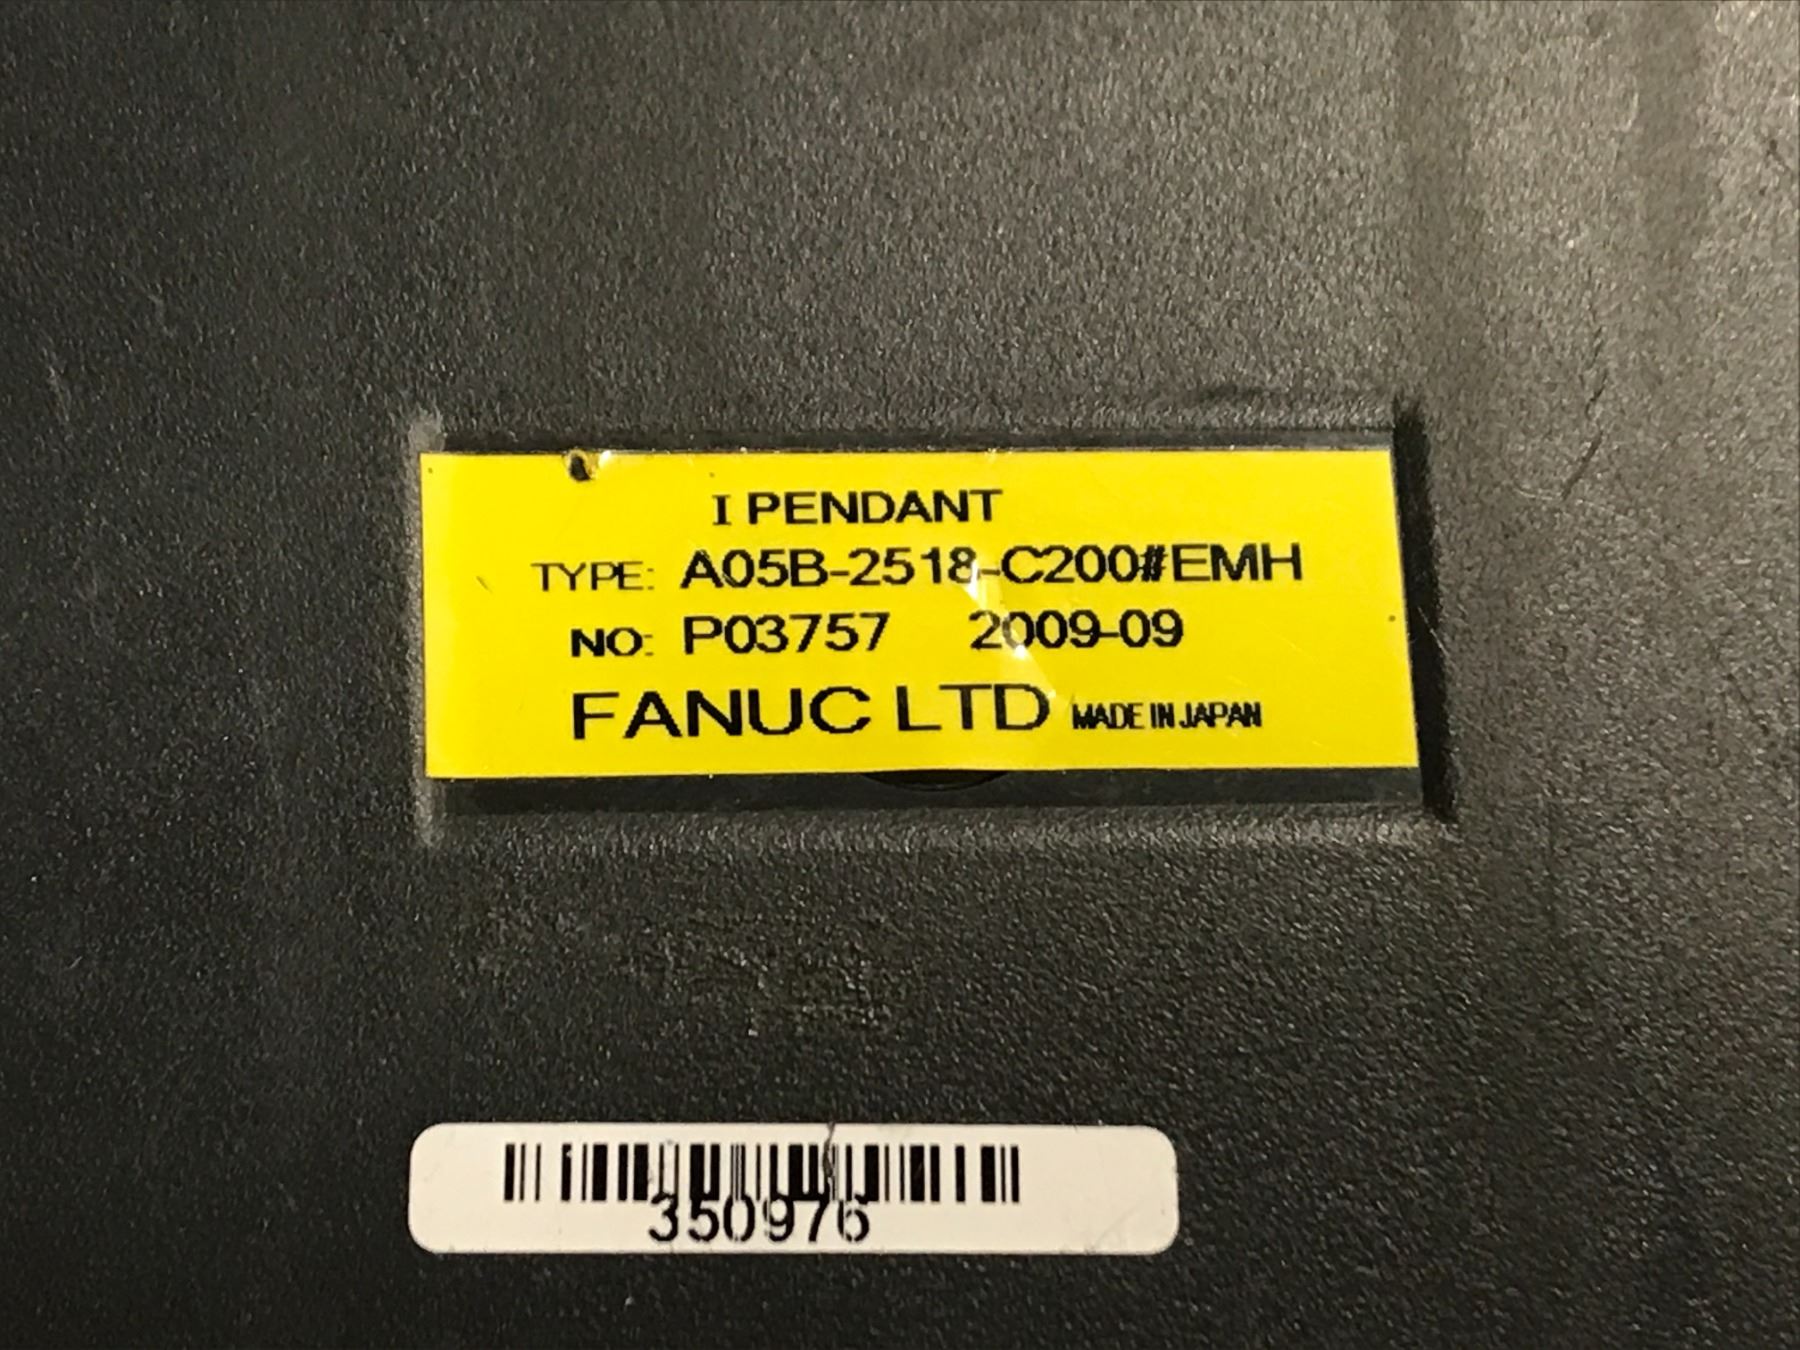 I PENDANT
TYPE: A05B-2518-C200#EMH
NO: P03757 2009-09
FANUC LTD MADE IN JAPAN
350976